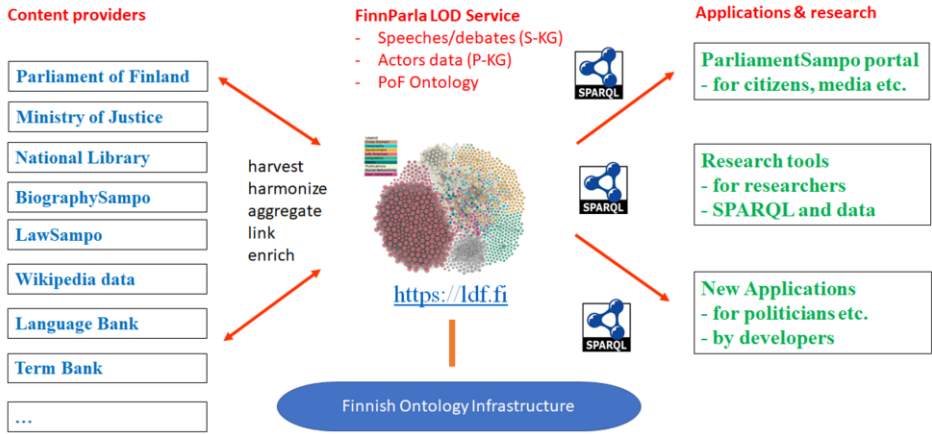 Content providers
Parliament of Finland
Ministry of Justice
National Library
BiographySampo
LawSampo
Wikipedia data
Language Bank
Term Bank
...
harvest
harmonize
aggregate
link
enrich
FinnParla LOD Service
- Speeches/debates (S-KG)
- Actors data (P-KG)
- PoF Ontology
https://ldf.fi
Finnish Ontology Infrastructure
SPARQL
SPARQL
SPARQL
Applications & research
ParliamentSampo portal
- for citizens, media etc.
Research tools
- for researchers
- SPARQL and data
New Applications
- for politicians etc.
- by developers